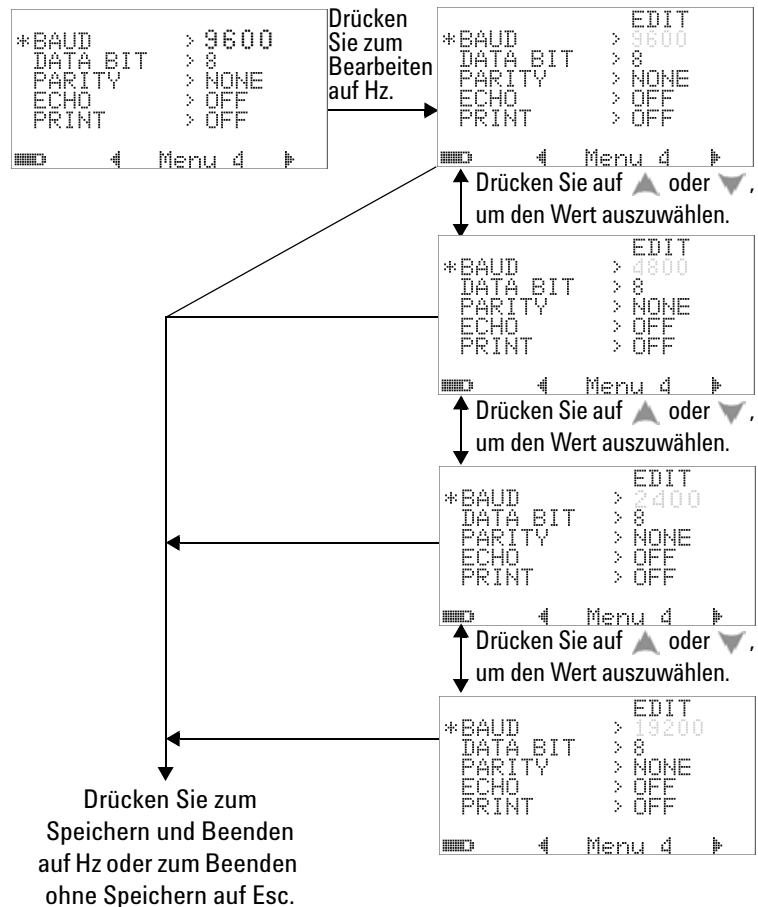 *BAUD > 9600
DATA BIT > 8
PARITY > NONE
ECHO > OFF
PRINT > OFF
Menu 4
Drücken
Sie zum
Bearbeiten
auf Hz.
EDIT
*BAUD > 9600
DATA BIT > 8
PARITY > NONE
ECHO > OFF
PRINT > OFF
Menu 4
Drücken Sie auf oder ,
um den Wert auszuwählen.
EDIT
*BAUD > 4800
DATA BIT > 8
PARITY > NONE
ECHO > OFF
PRINT > OFF
Menu 4
Drücken Sie auf oder ,
um den Wert auszuwählen.
EDIT
*BAUD > 2400
DATA BIT > 8
PARITY > NONE
ECHO > OFF
PRINT > OFF
Menu 4
Drücken Sie auf oder ,
um den Wert auszuwählen.
EDIT
*BAUD > 19200
DATA BIT > 8
PARITY > NONE
ECHO > OFF
PRINT > OFF
Menu 4
Drücken Sie zum
Speichern und Beenden
auf Hz oder zum Beenden
ohne Speichern auf Esc.